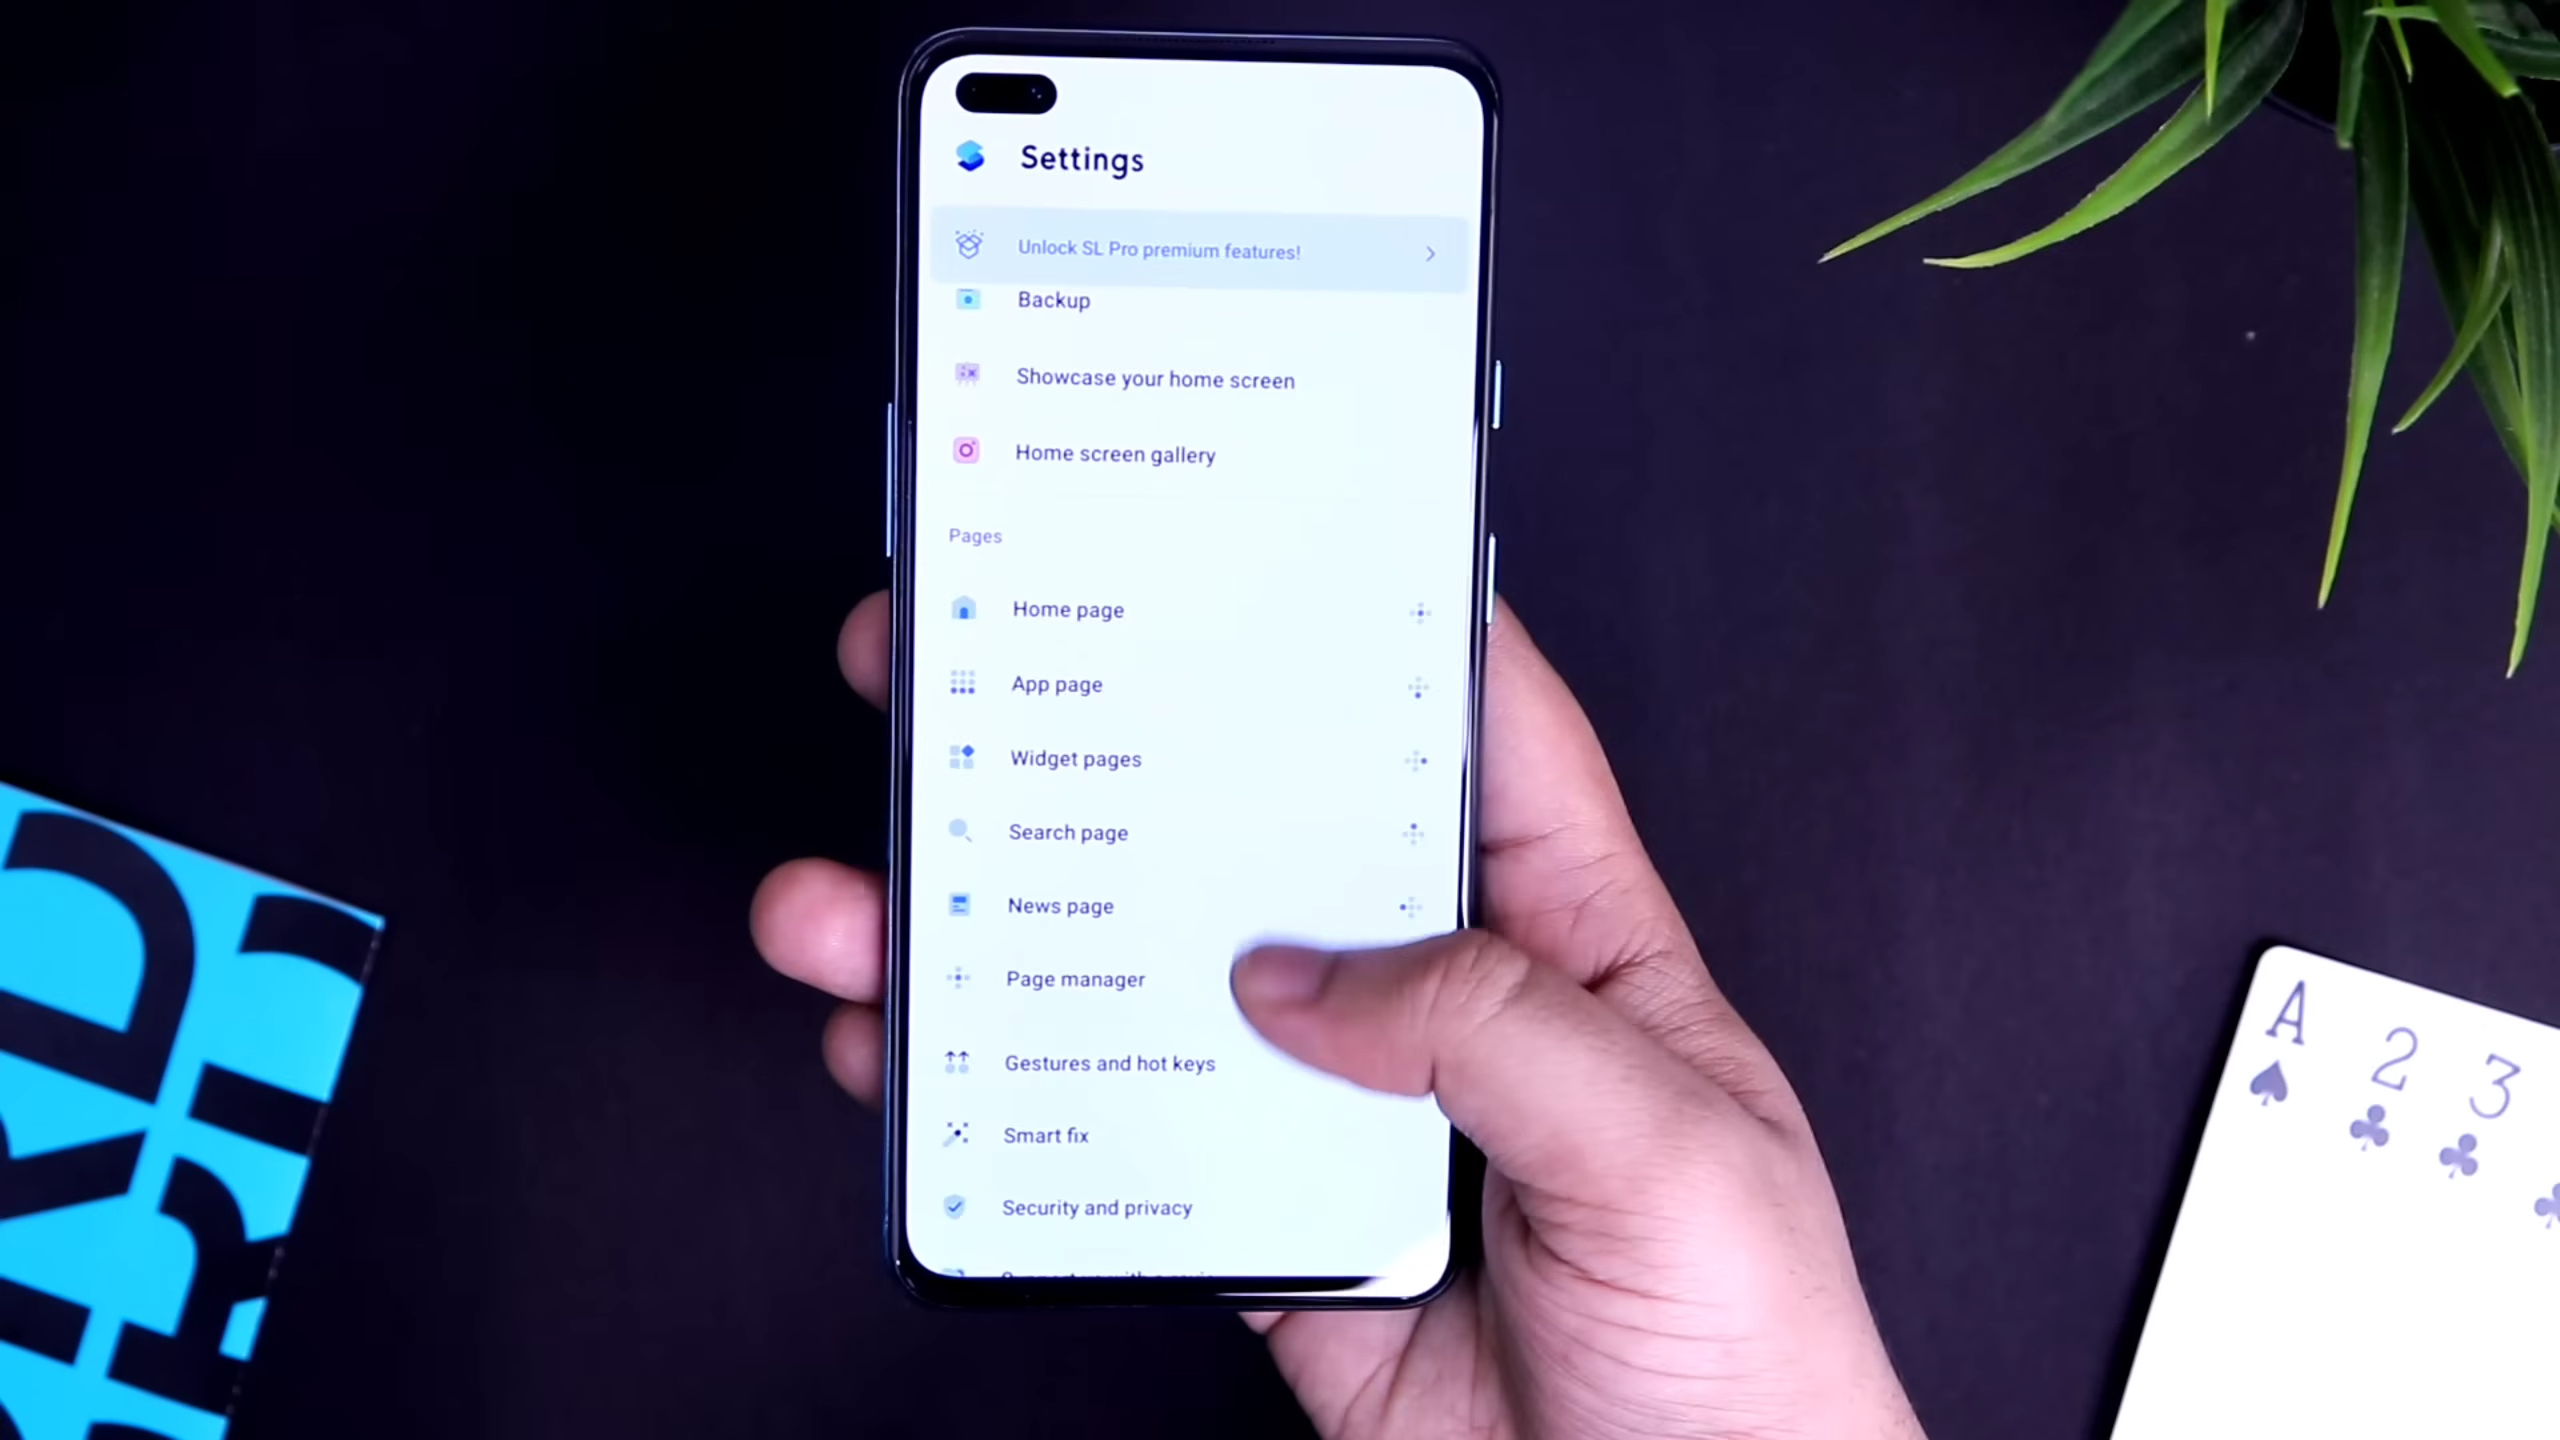 Settings
Unlock SL Pro premium features!
Backup
Showcase your home screen
Home screen gallery
Pages
Home page
App page
Widget pages
Search page
News page
Page manager
Gestures and hot keys
Smart fix
Security and privacy
A 2 3